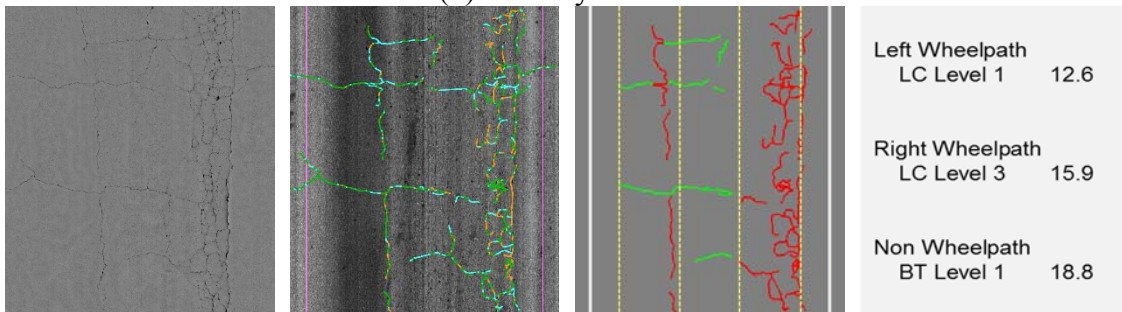 Left Wheelpath
LC Level 1 12.6
Right Wheelpath
LC Level 3 15.9
Non Wheelpath
BT Level 1 18.8